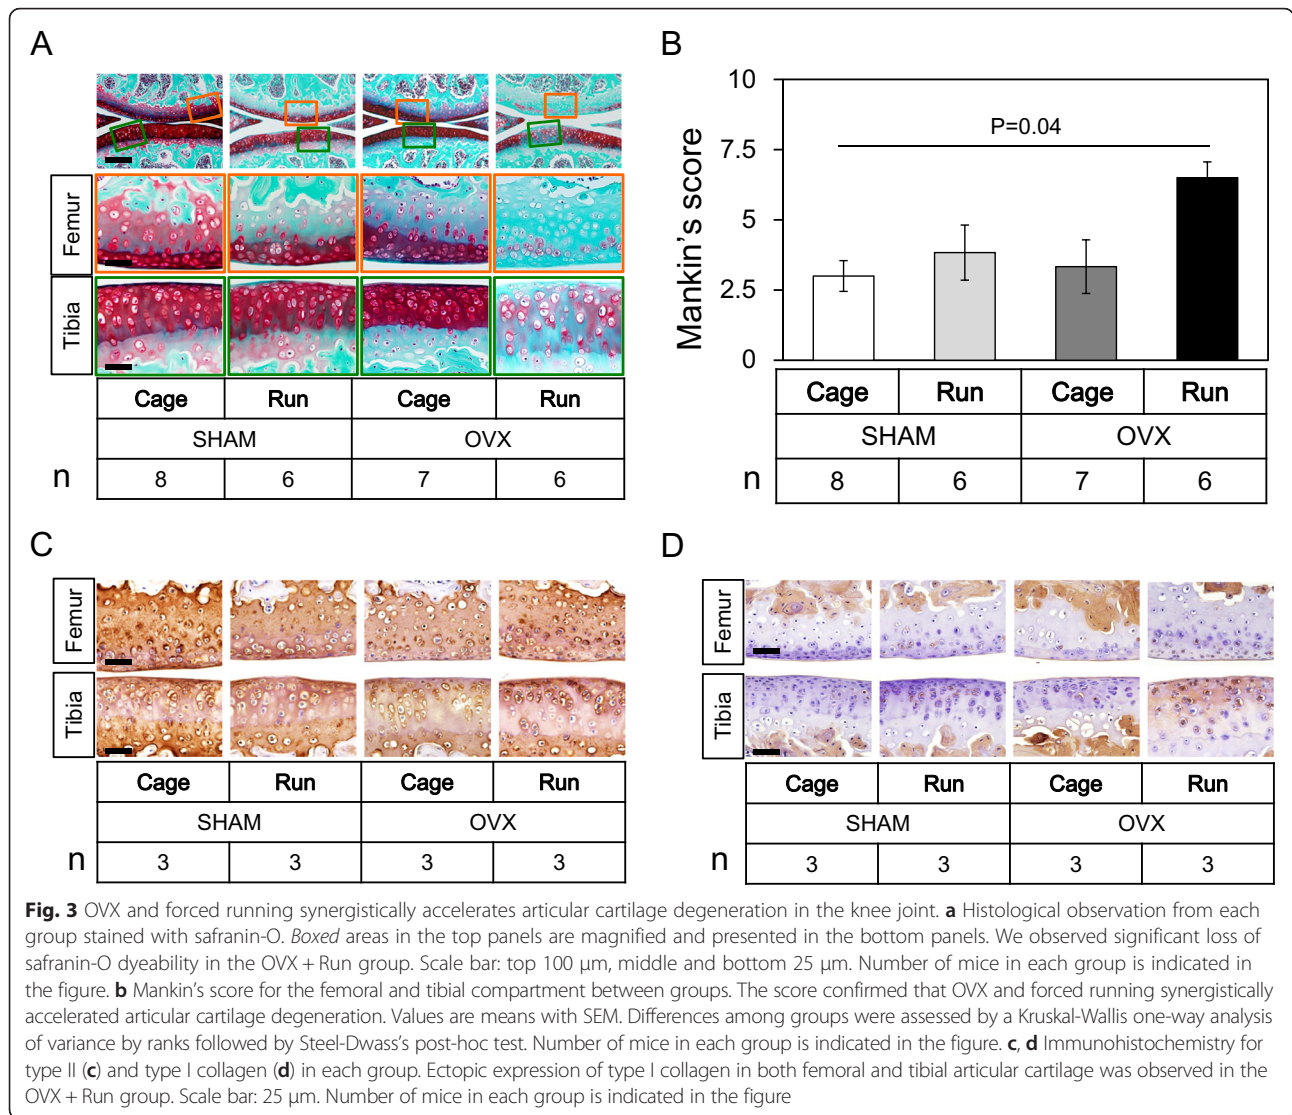 A
Femur
Tibia
Cage Run Cage Run
SHAM OVX
n 8 6 7 6
B
10
7.5
5
2.5
0
Mankin's score
P=0.04
Cage Run Cage Run
SHAM OVX
n 8 6 7 6
C
Femur
Tibia
Cage Run Cage Run
SHAM OVX
n 3 3 3 3
D
Femur
Tibia
Cage Run Cage Run
SHAM OVX
n 3 3 3 3
Fig. 3 OVX and forced running synergistically accelerates articular cartilage degeneration in the knee joint. a Histological observation from each
group stained with safranin-O. Boxed areas in the top panels are magnified and presented in the bottom panels. We observed significant loss of
safranin-O dyeability in the OVX + Run group. Scale bar: top 100 μm, middle and bottom 25 μm. Number of mice in each group is indicated in
the figure. b Mankin's score for the femoral and tibial compartment between groups. The score confirmed that OVX and forced running synergistically
accelerated articular cartilage degeneration. Values are means with SEM. Differences among groups were assessed by a Kruskal-Wallis one-way analysis
of variance by ranks followed by Steel-Dwass's post-hoc test. Number of mice in each group is indicated in the figure. c, d Immunohistochemistry for
type II (c) and type I collagen (d) in each group. Ectopic expression of type I collagen in both femoral and tibial articular cartilage was observed in the
OVX + Run group. Scale bar: 25 μm. Number of mice in each group is indicated in the figure